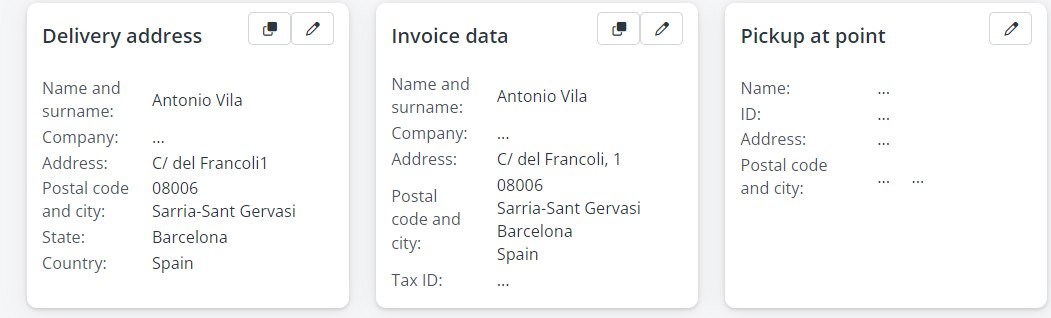 Delivery address
Name and
surname:
Antonio Vila
Company:
...
Address:
C/ del Francoli1
Postal code
and city:
08006
Sarria-Sant Gervasi
State:
Barcelona
Country:
Spain
Invoice data
Name and
surname:
Antonio Vila
Company:
...
Address:
C/ del Francoli, 1
Postal
code and
city:
08006
Sarria-Sant Gervasi
Barcelona
Spain
Tax ID:
...
Pickup at point
Name:
...
ID:
...
Address:
...
Postal code
and city:
... ...